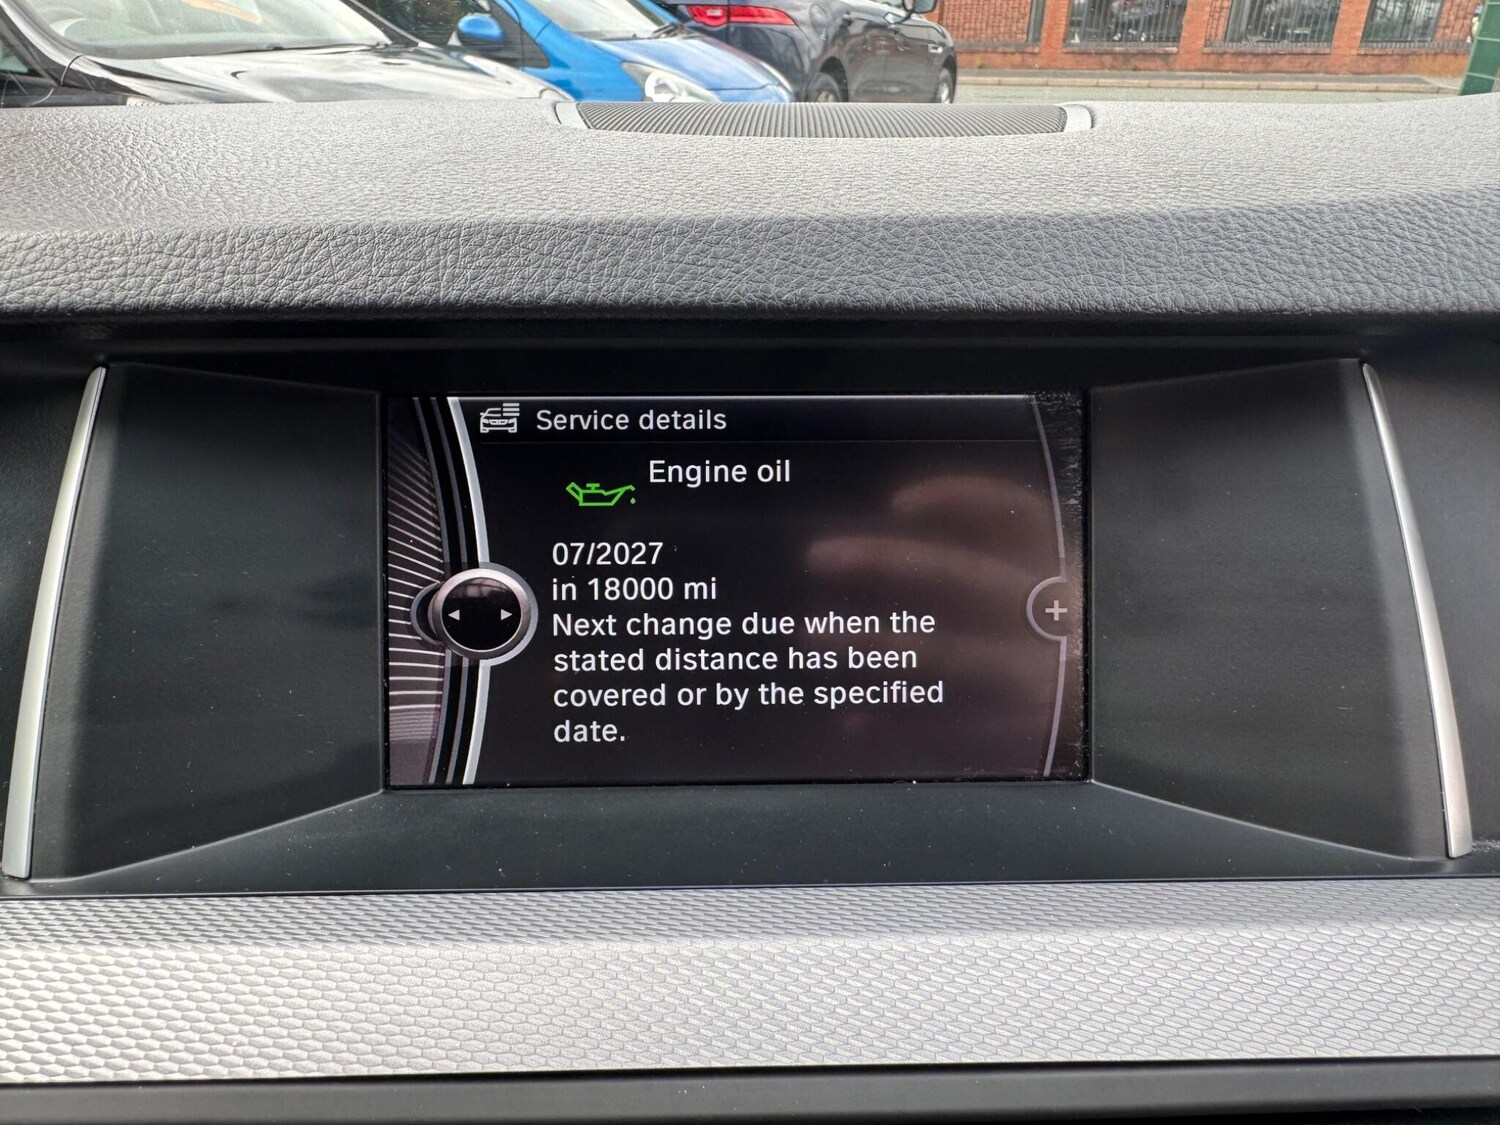 Service details
Engine oil
07/2027
in 18000 mi
Next change due when the
stated distance has been
covered or by the specified
date.